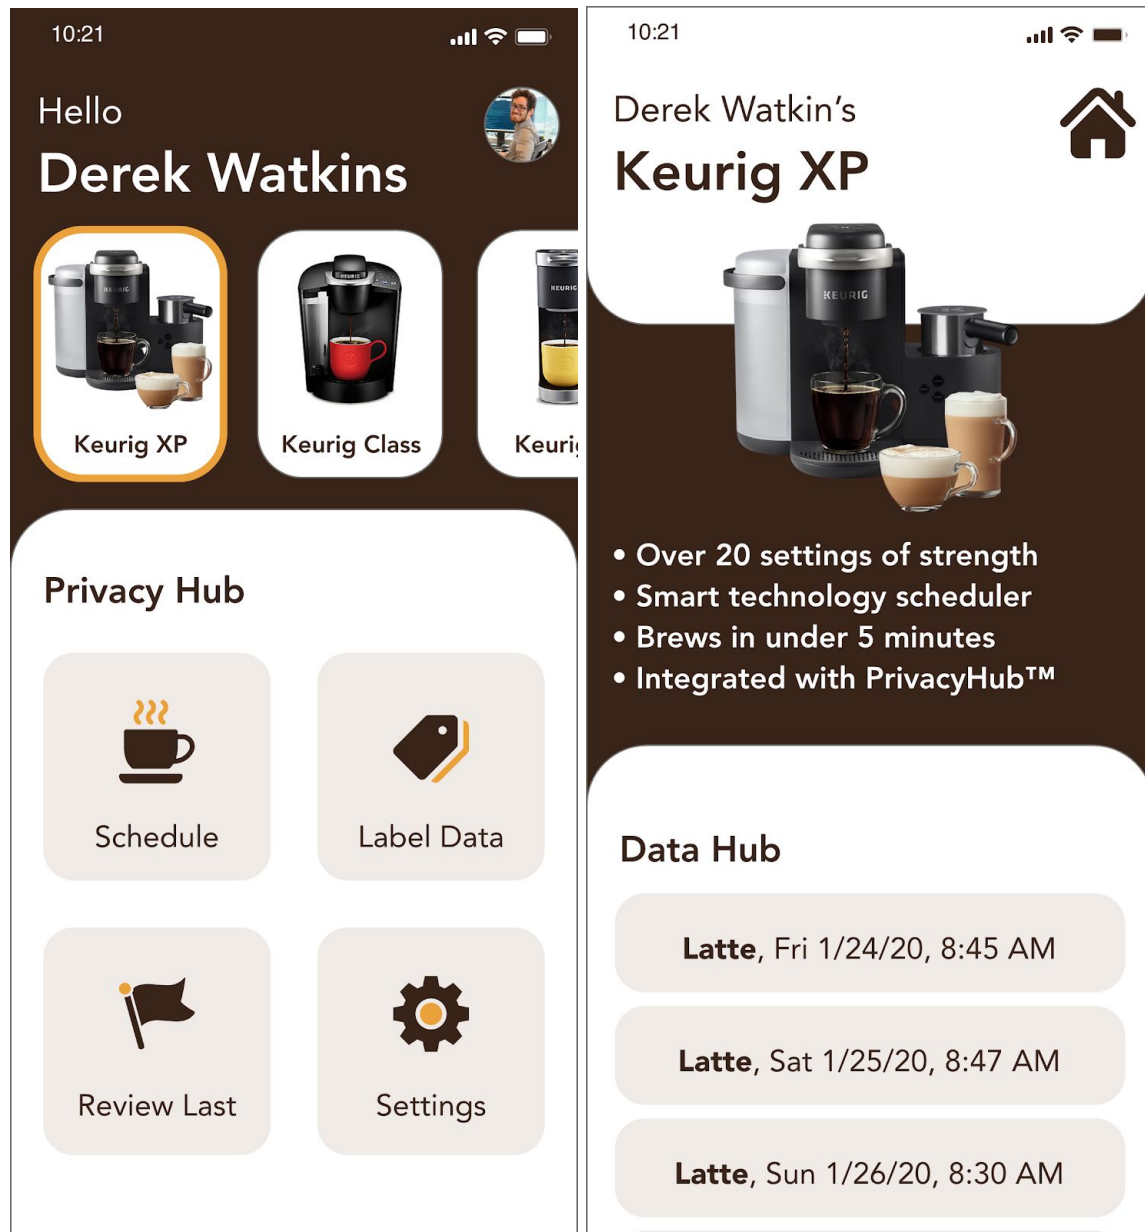 10:21
Hello
Derek Watkins
KEURIG
KEURIG
KEURIG
Keurig XP
Keurig Class
Keurig
Privacy Hub
Schedule
Label Data
Review Last
Settings
10:21
Derek Watkin’s
Keurig XP
KEURIG
• Over 20 settings of strength
• Smart technology scheduler
• Brews in under 5 minutes
• Integrated with PrivacyHub™
Data Hub
Latte, Fri 1/24/20, 8:45 AM
Latte, Sat 1/25/20, 8:47 AM
Latte, Sun 1/26/20, 8:30 AM